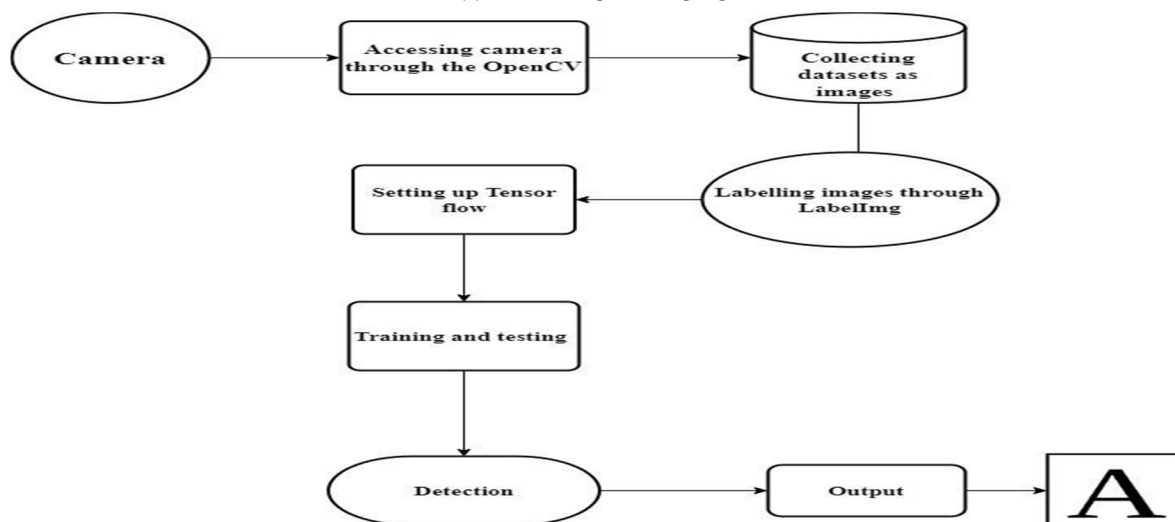 Camera
Accessing camera
through the OpenCV
Collecting
datasets as
images
Labelling images through
LabelImg
Setting up Tensor
flow
Training and testing
Detection
Output
A